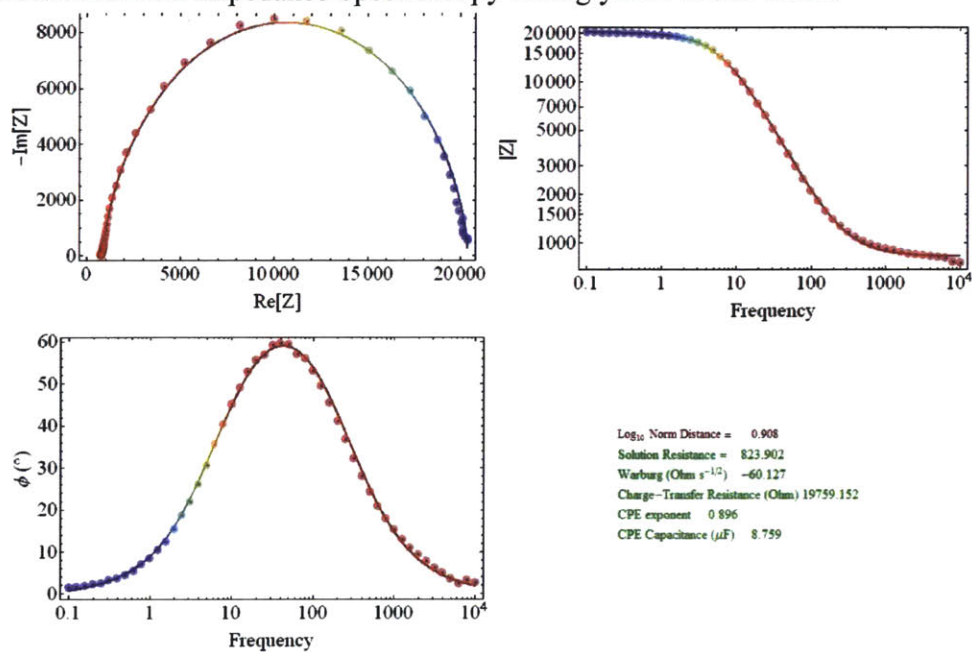 8000
6000
4000
2000
0
-Im[Z]
0 5000 10000 15000 20000
Re[Z]
20000
15000
10000
7000
5000
3000
2000
1500
1000
|Z|
0.1 1 10 100 1000 10⁴
Frequency
60
50
40
30
20
10
0
ϕ (°)
0.1 1 10 100 1000 10⁴
Frequency
Log₁₀ Norm Distance = 0.908
Solution Resistance = 823.902
Warburg (Ohm s⁻¹/²) -60.127
Charge-Transfer Resistance (Ohm) 19759.152
CPE exponent 0.896
CPE Capacitance (μF) 8.759